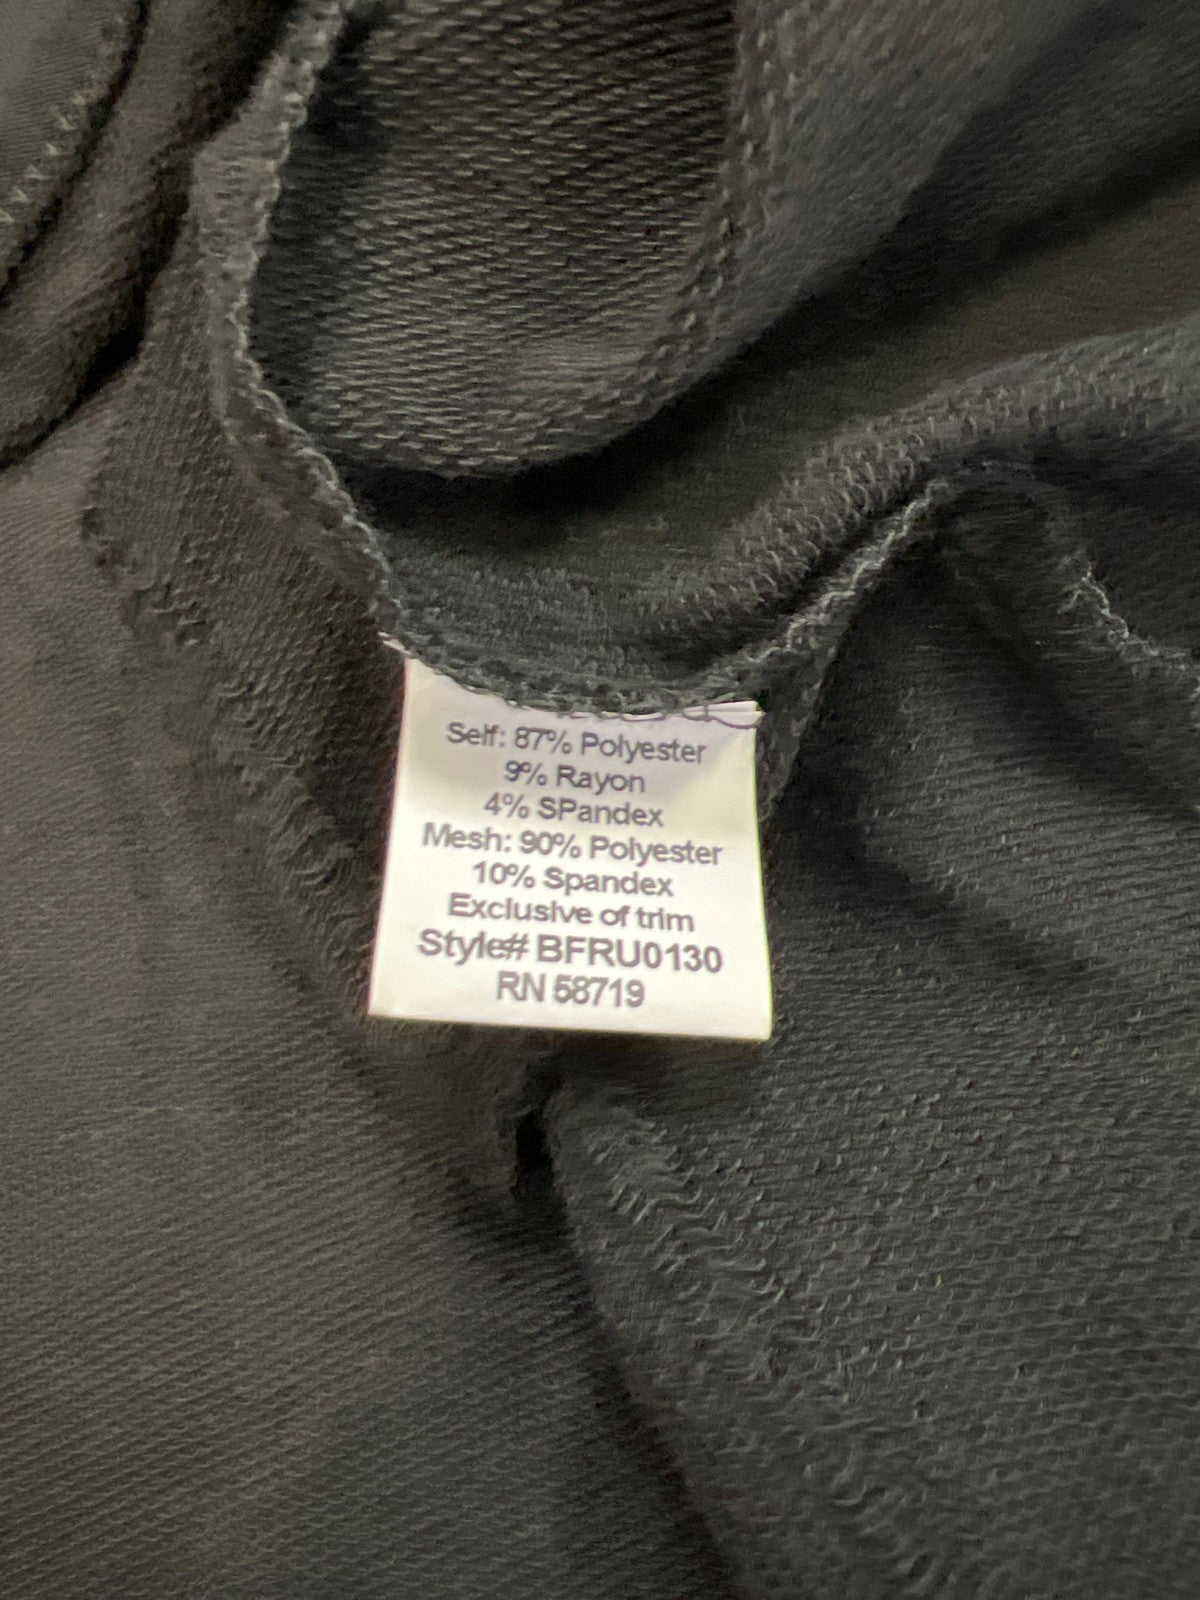 Self: 87% Polyester
9% Rayon
4% SPandex
Mesh: 90% Polyester
10% Spandex
Exclusive of trim
Style# BFRU0130
RN 58719